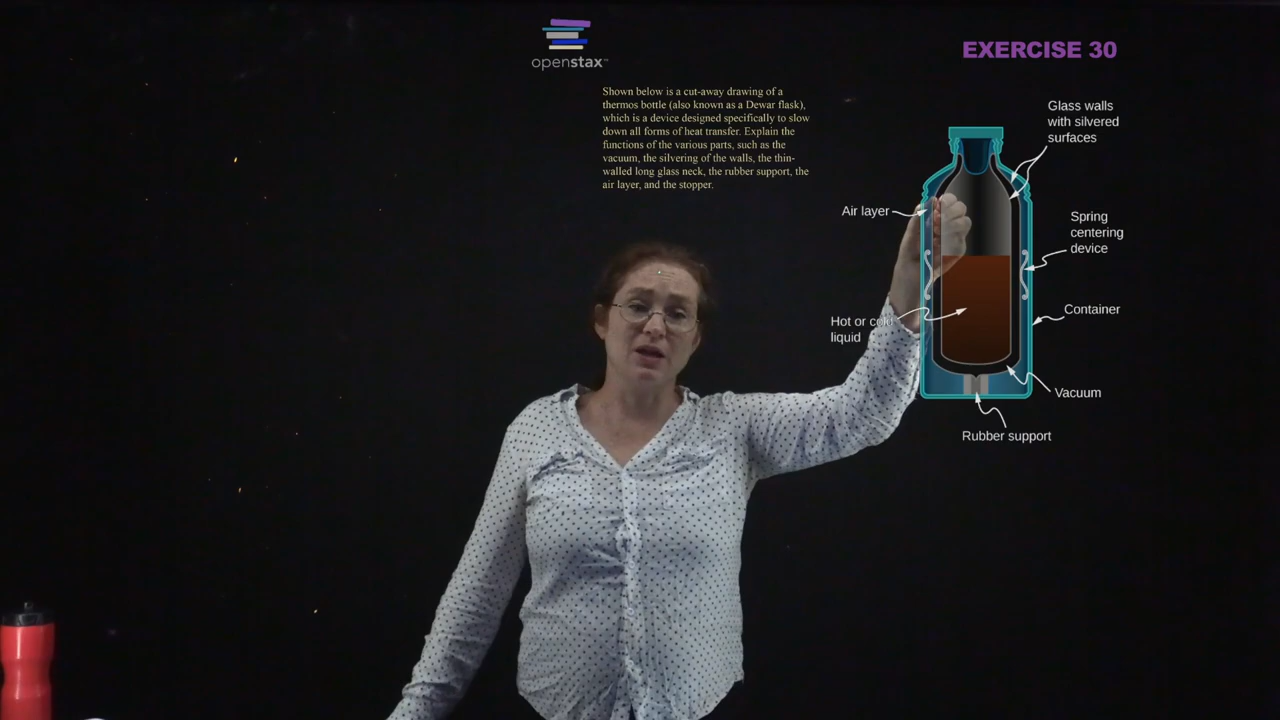 openstax™
EXERCISE 30
Shown below is a cut-away drawing of a
thermos bottle (also known as a Dewar flask),
which is a device designed specifically to slow
down all forms of heat transfer. Explain the
functions of the various parts, such as the
vacuum, the silvering of the walls, the thin-
walled long glass neck, the rubber support, the
air layer, and the stopper.
Glass walls
with silvered
surfaces
Air layer
Spring
centering
device
Hot or cold
liquid
Container
Vacuum
Rubber support